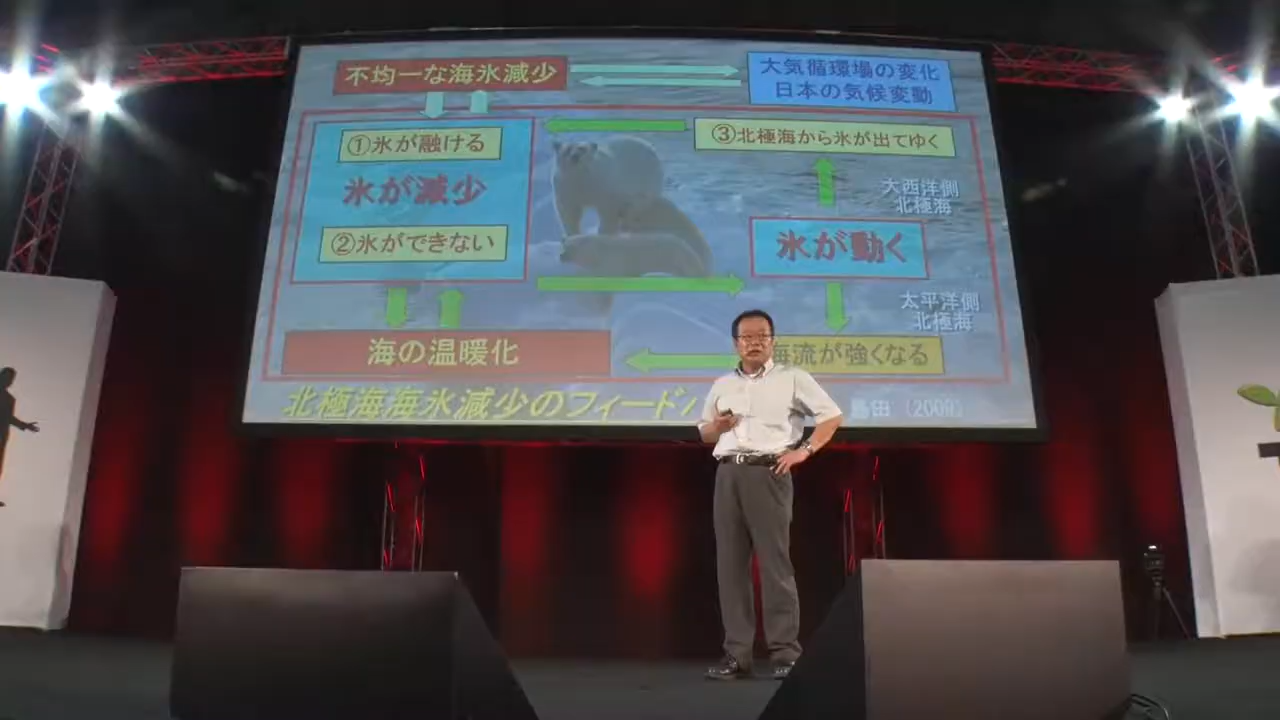 不均一な海氷減少
大気循環場の変化
日本の気候変動
①氷が融ける
③北極海から氷が出てゆく
氷が減少
大西洋側
北極海
②氷ができない
氷が動く
太平洋側
北極海
海の温暖化
海流が強くなる
北極海海氷減少のフィードバ
島田 (2009)